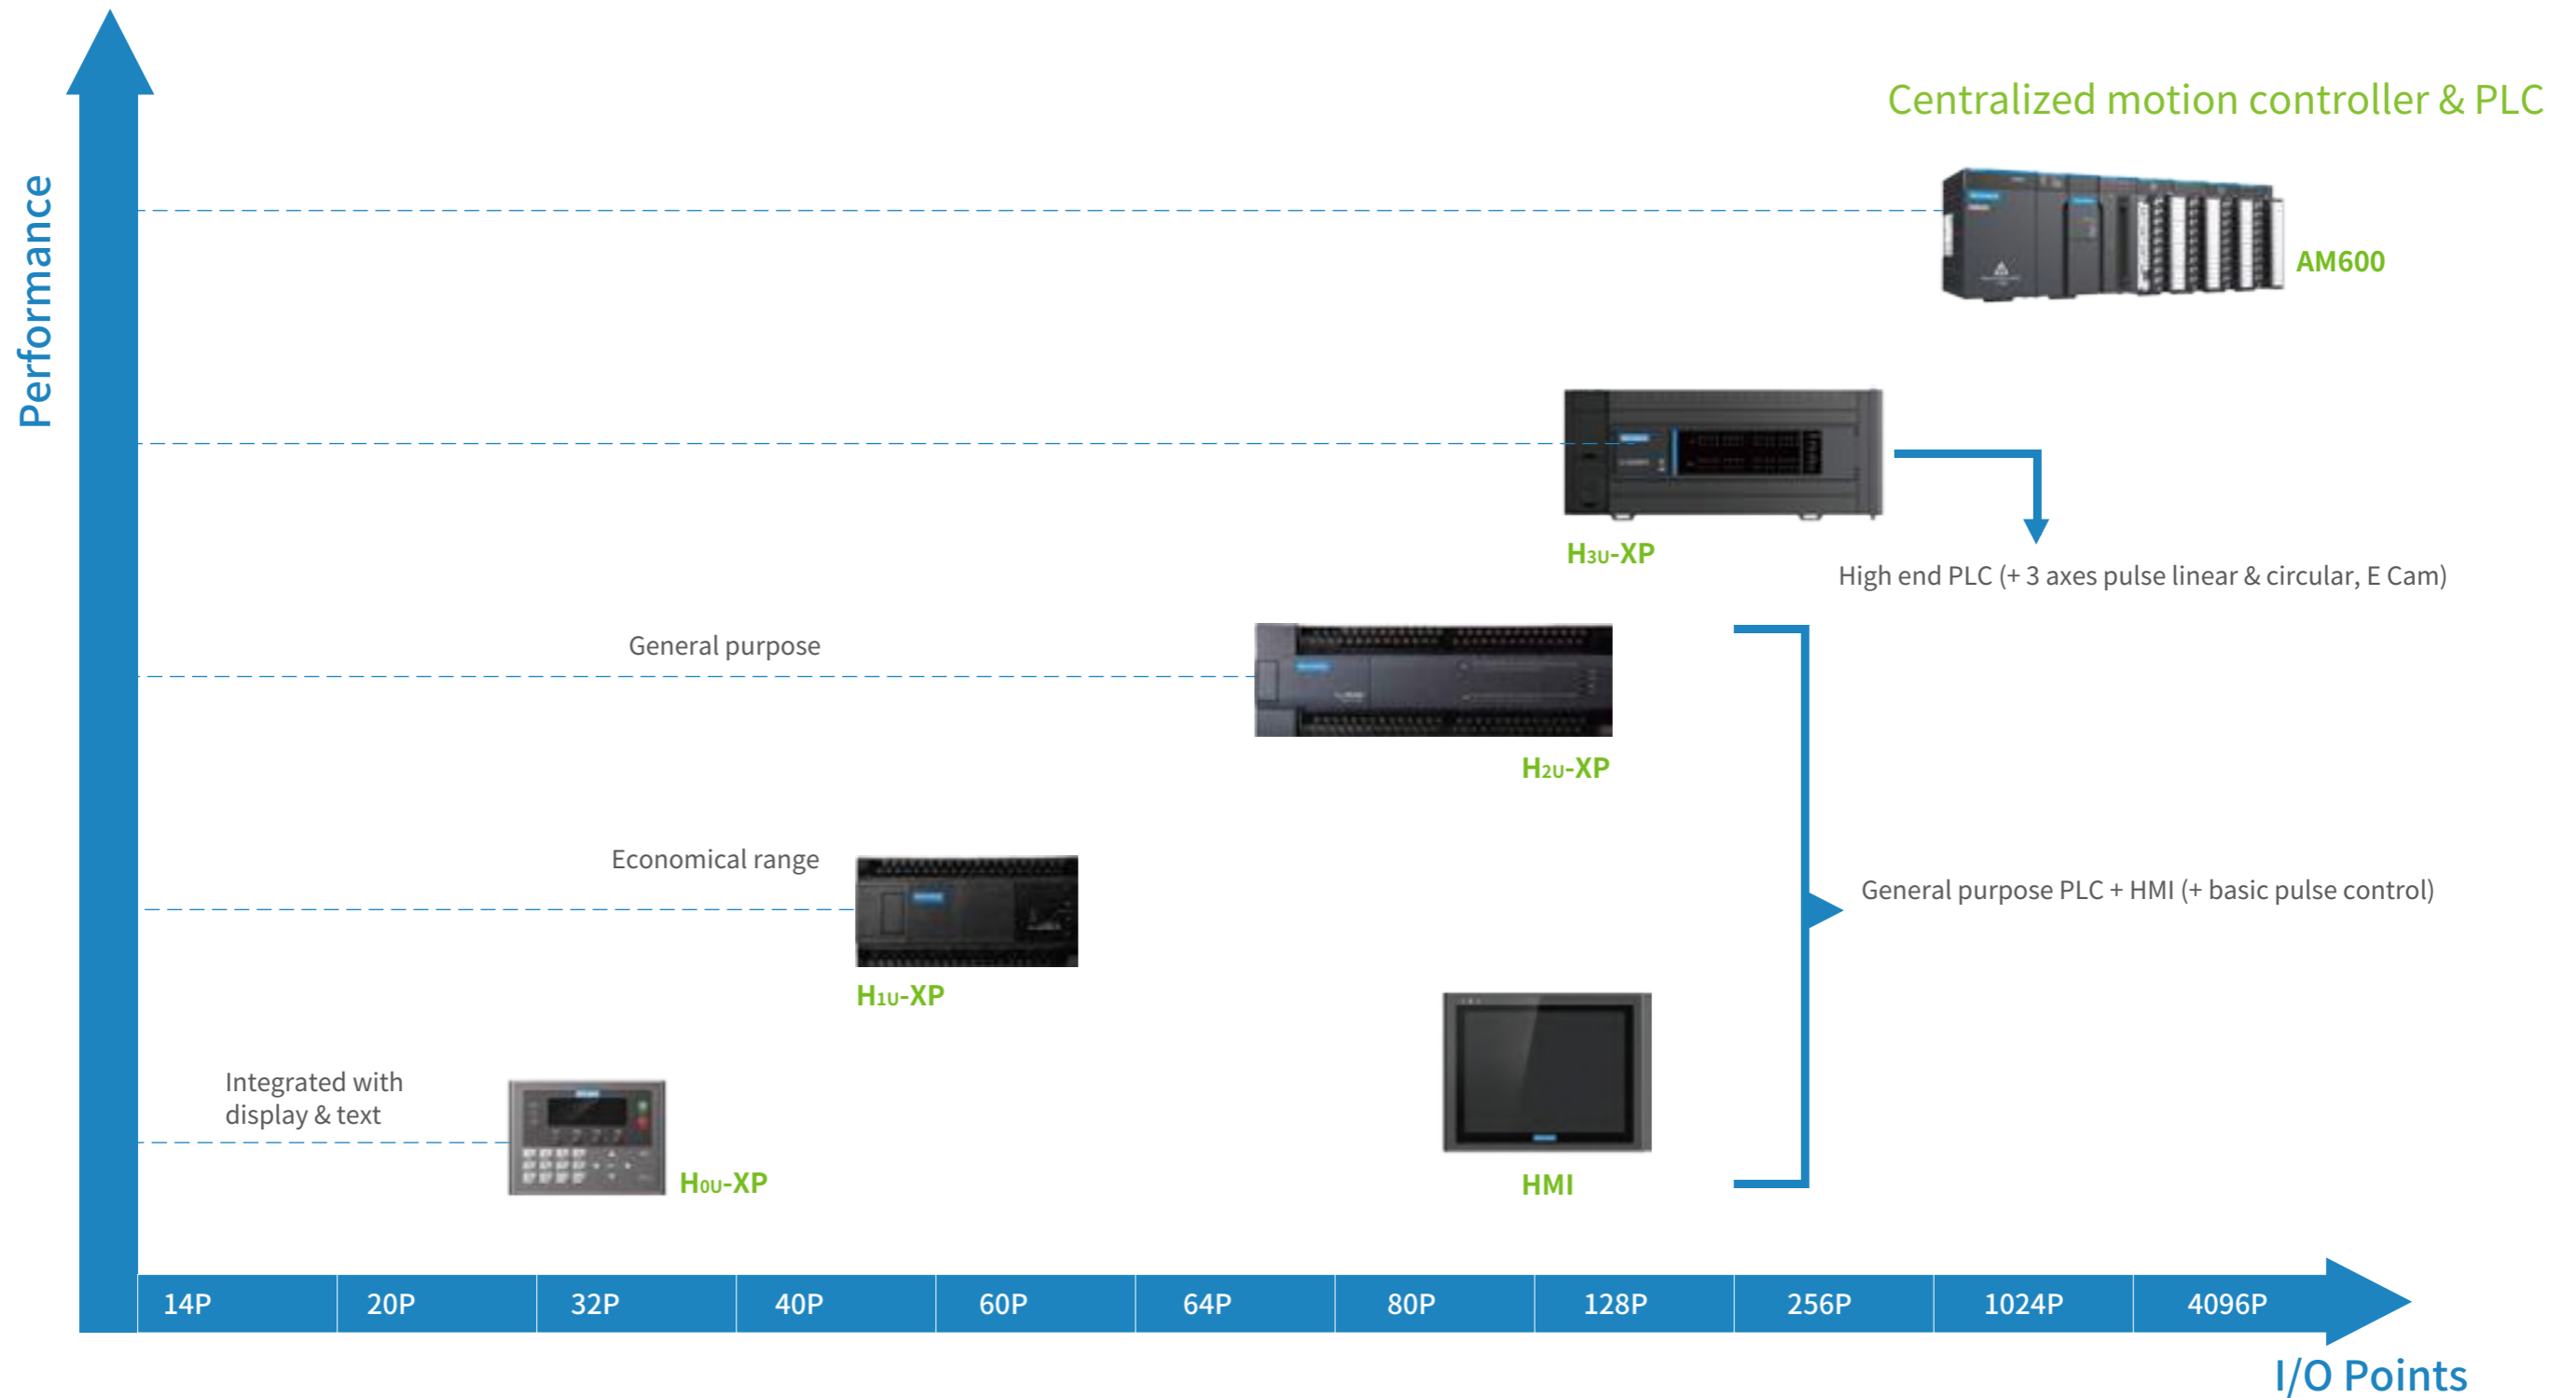 Centralized motion controller & PLC
Performance
AM600
H3U-XP
High end PLC (+ 3 axes pulse linear & circular, E Cam)
General purpose
H2U-XP
Economical range
General purpose PLC + HMI (+ basic pulse control)
H1U-XP
Integrated with
display & text
H0U-XP
HMI
14P
20P
32P
40P
60P
64P
80P
128P
256P
1024P
4096P
I/O Points